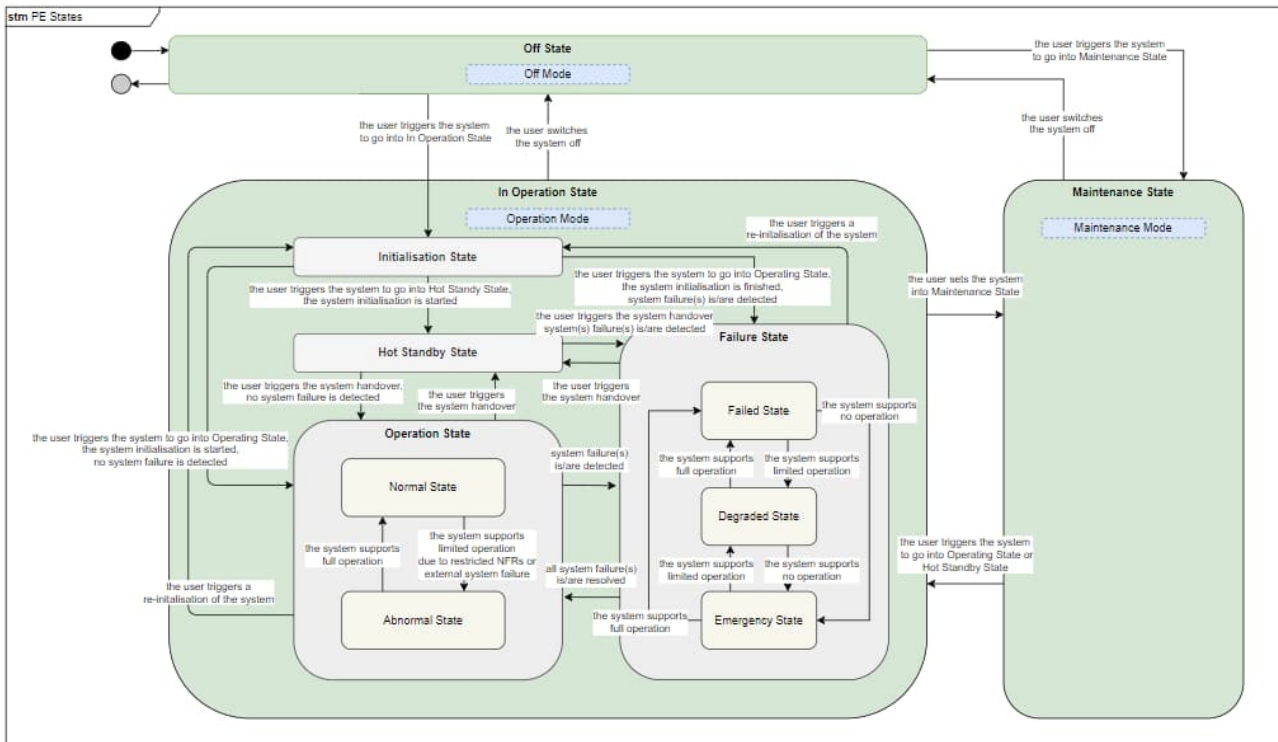 stm PE States
Off State
Off Mode
the user triggers the system
to go into Maintenance State
the user triggers the system
to go into In Operation State
the user switches
the system off
the user switches
the system off
In Operation State
Operation Mode
Maintenance State
Maintenance Mode
the user triggers a
re-initalisation of the system
Initialisation State
the user triggers the system to go into Hot Standy State,
the system initialisation is started
the user triggers the system to go into Operating State,
the system initialisation is finished,
system failure(s) is/are detected
the user sets the system
into Maintenance State
the user triggers the system handover
system(s) failure(s) is/are detected
Hot Standby State
Failure State
the user triggers the system handover,
no system failure is detected
the user triggers
the system handover
the user triggers
the system handover
Failed State
the system supports
no operation
the user triggers the system to go into Operating State,
the system initialisation is started,
no system failure is detected
Operation State
system failure(s)
is/are detected
the system supports
full operation
the system supports
limited operation
Normal State
Degraded State
the system supports
full operation
the system supports
limited operation
due to restricted NFRs or
external system failure
all system failure(s)
is/are resolved
the system supports
limited operation
the system supports
no operation
the user triggers the system
to go into Operating State or
Hot Standby State
the user triggers a
re-initalisation of the system
Abnormal State
the system supports
full operation
Emergency State